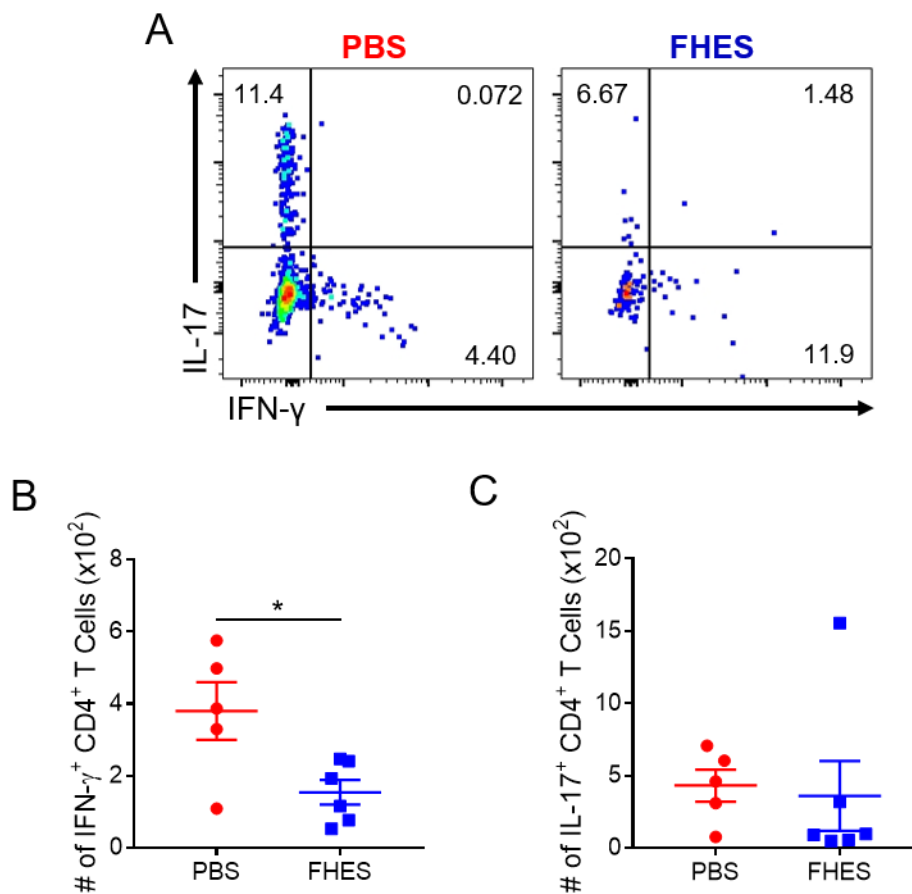 A
PBS
FHES
11.4
0.072
6.67
1.48
IL-17
4.40
11.9
IFN-γ
B
C
# of IFN-γ⁺ CD4⁺ T Cells (x10²)
8
6
4
2
0
*
PBS
FHES
# of IL-17⁺ CD4⁺ T Cells (x10²)
20
15
10
5
0
PBS
FHES